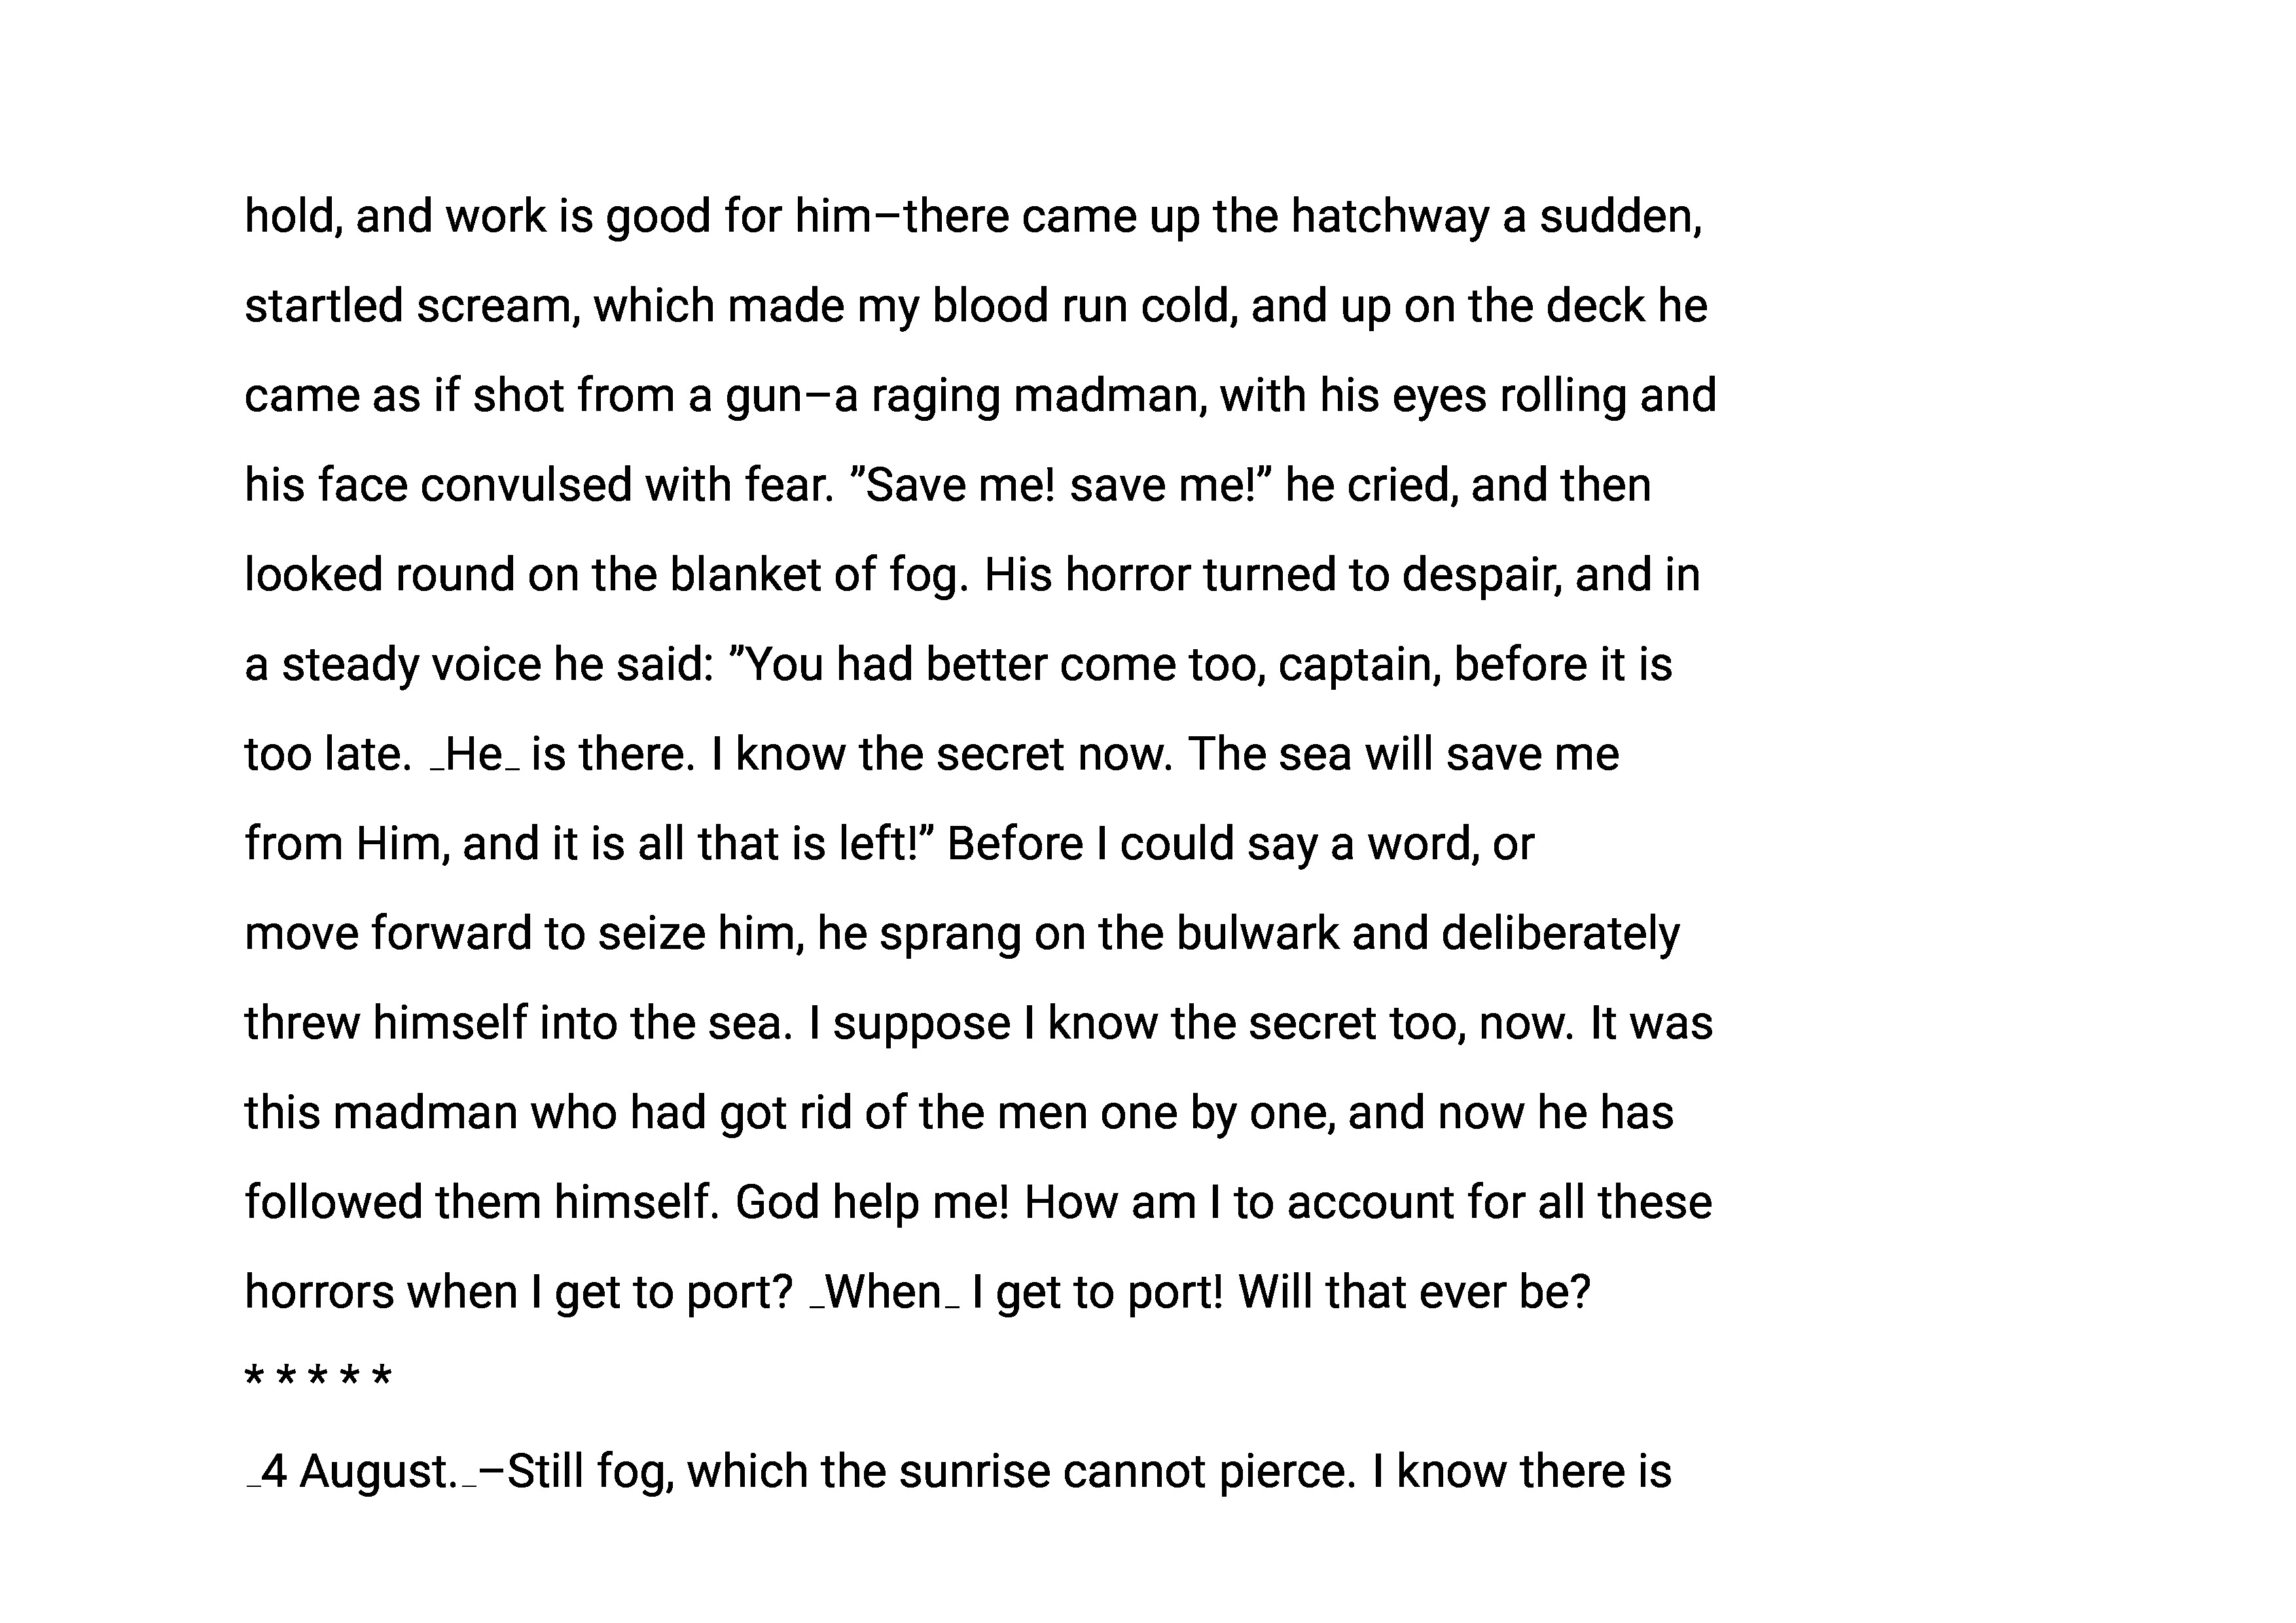 hold, and work is good for him–there came up the hatchway a sudden,
startled scream, which made my blood run cold, and up on the deck he
came as if shot from a gun–a raging madman, with his eyes rolling and
his face convulsed with fear. ”Save me! save me!” he cried, and then
looked round on the blanket of fog. His horror turned to despair, and in
a steady voice he said: ”You had better come too, captain, before it is
too late. _He_ is there. I know the secret now. The sea will save me
from Him, and it is all that is left!” Before I could say a word, or
move forward to seize him, he sprang on the bulwark and deliberately
threw himself into the sea. I suppose I know the secret too, now. It was
this madman who had got rid of the men one by one, and now he has
followed them himself. God help me! How am I to account for all these
horrors when I get to port? _When_ I get to port! Will that ever be?
* * * * *
_4 August._–Still fog, which the sunrise cannot pierce. I know there is